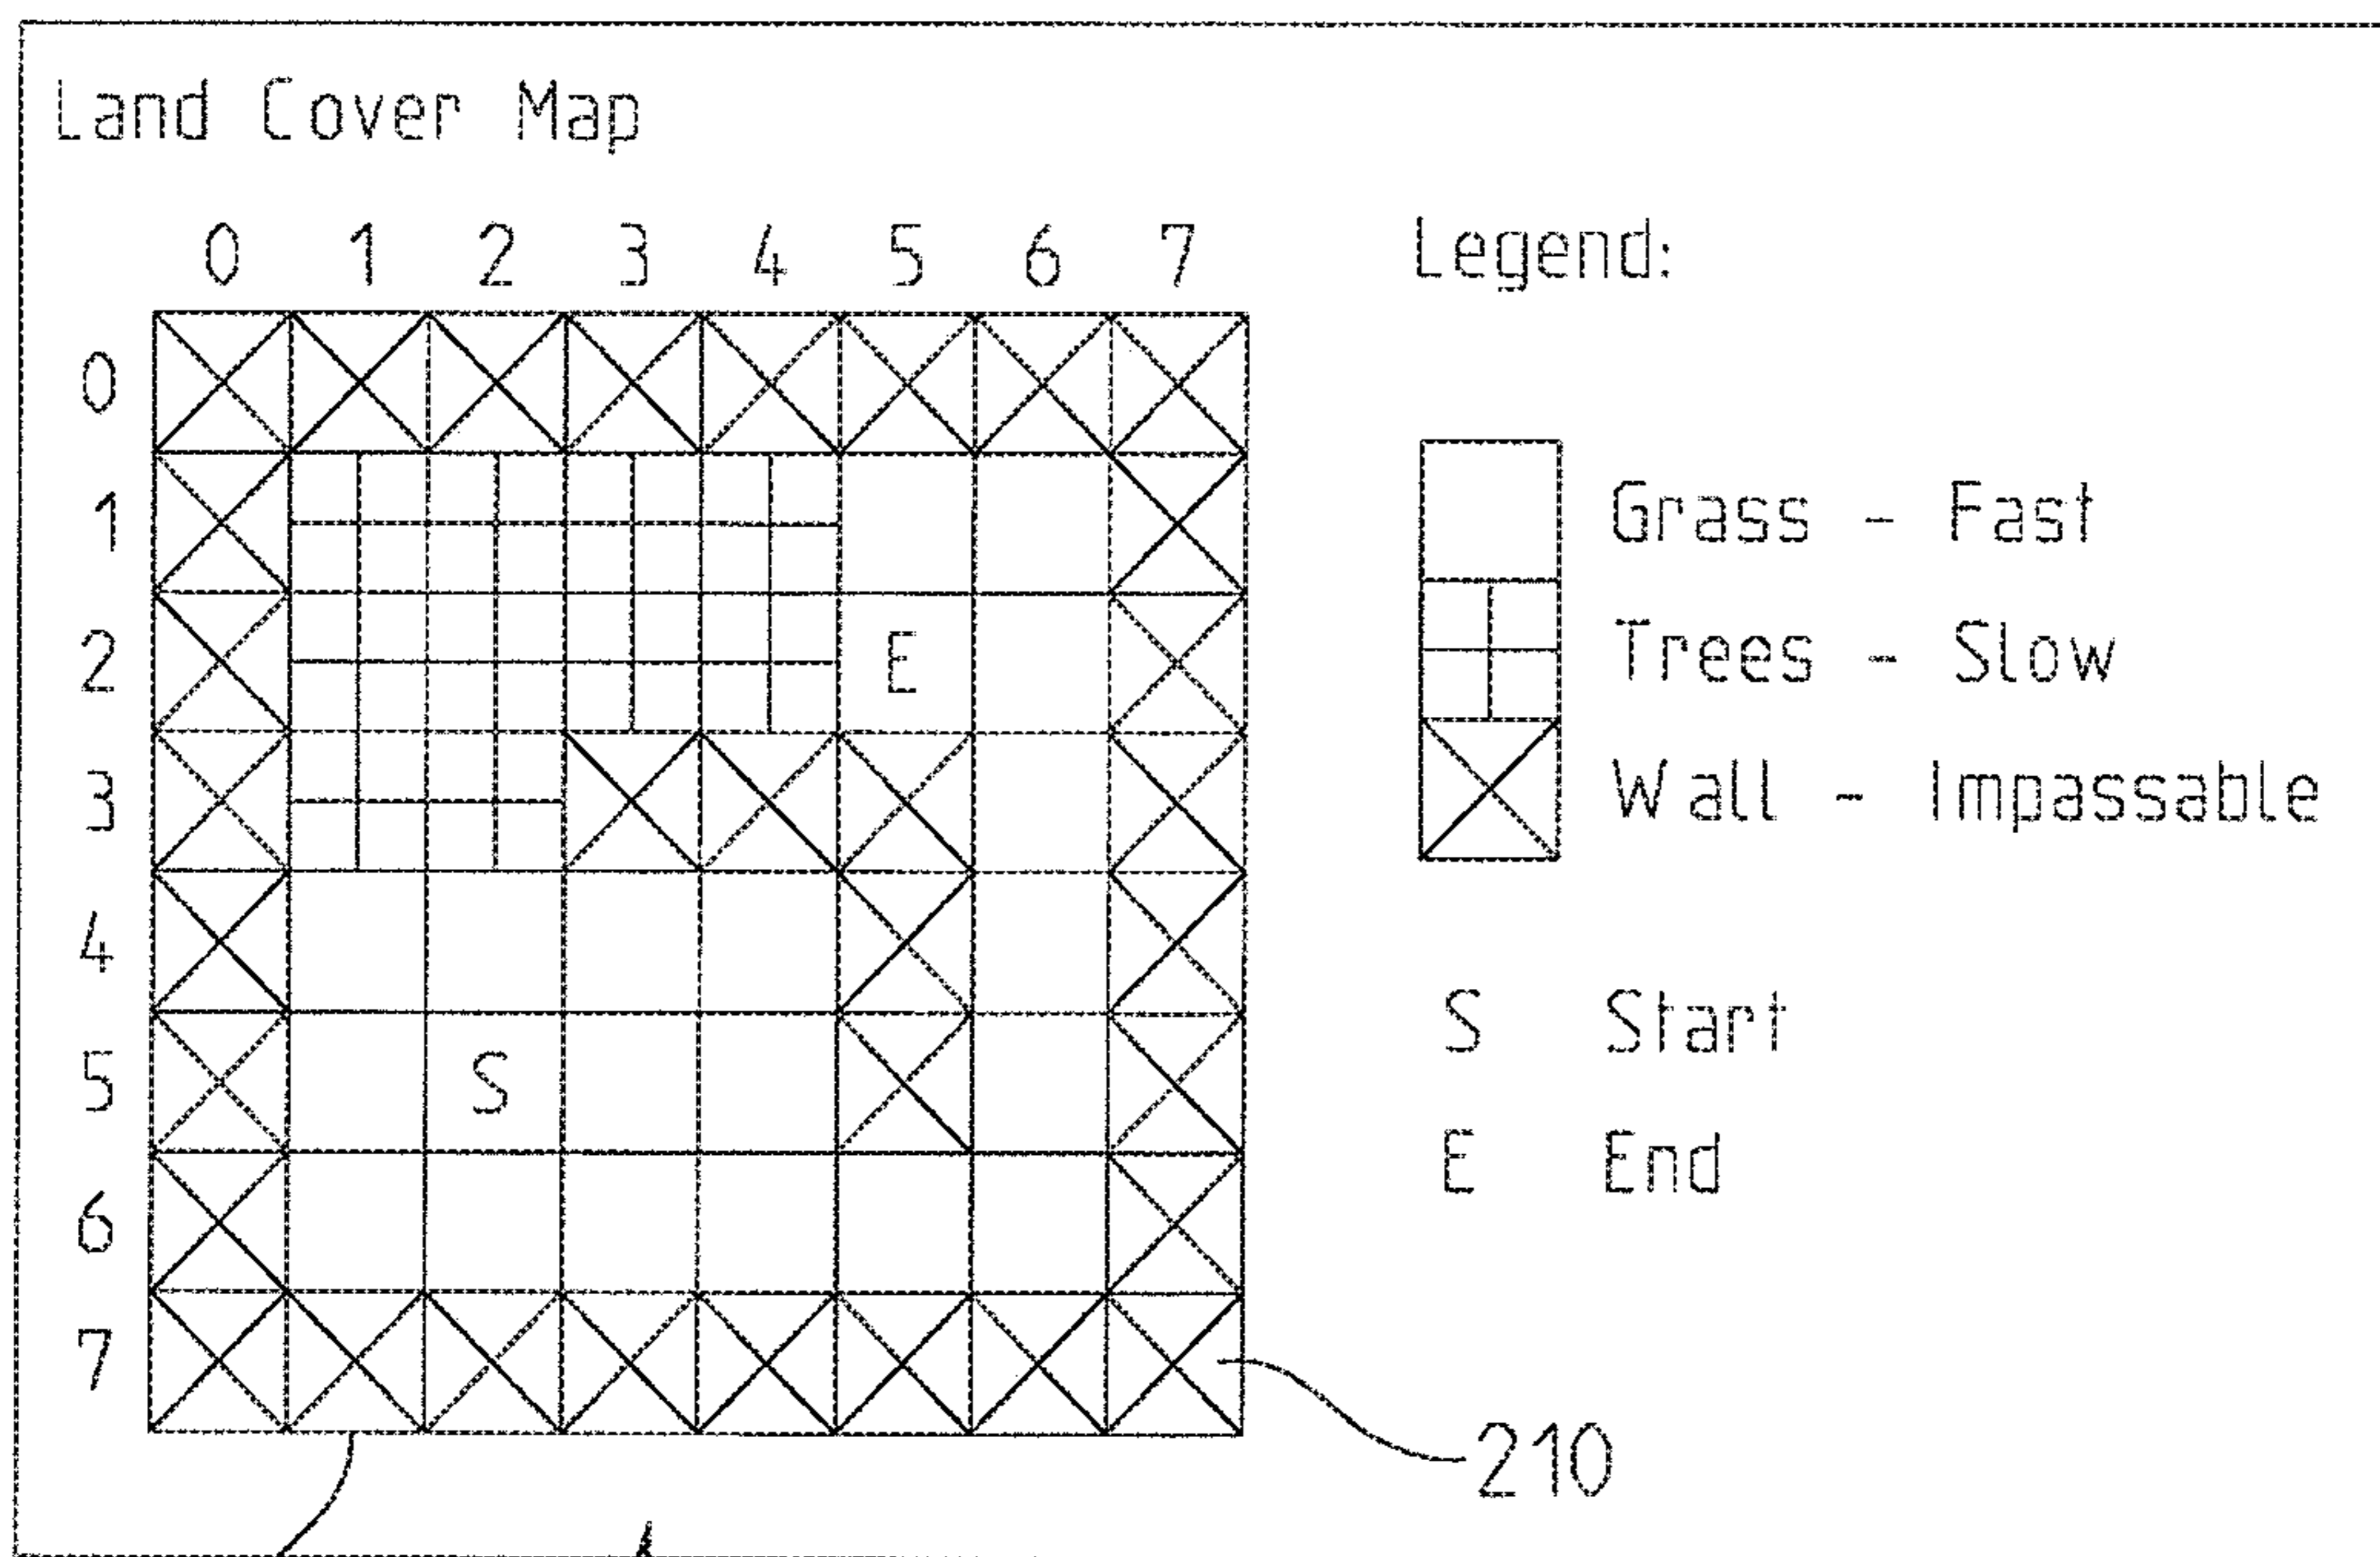 Land Cover Map
0 1 2 3 4 5 6 7
Legend:
0
1
2 E
3
4
5 S
6
7
Grass - Fast
Trees - Slow
Wall - Impassable
S Start
E End
210